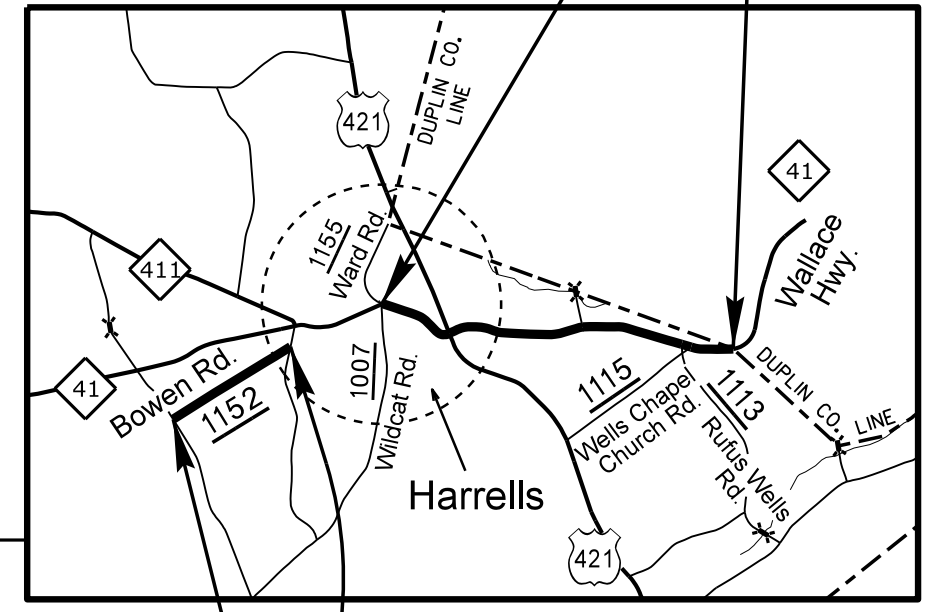 421
DUPLIN CO.
LINE
41
1155
Ward Rd.
Wallace
Hwy.
411
41
Bowen Rd.
1152
1007
Wildcat Rd.
1115
Wells Chapel
Church Rd.
1113
Rufus Wells
Rd.
DUPLIN CO.
LINE
Harrells
421